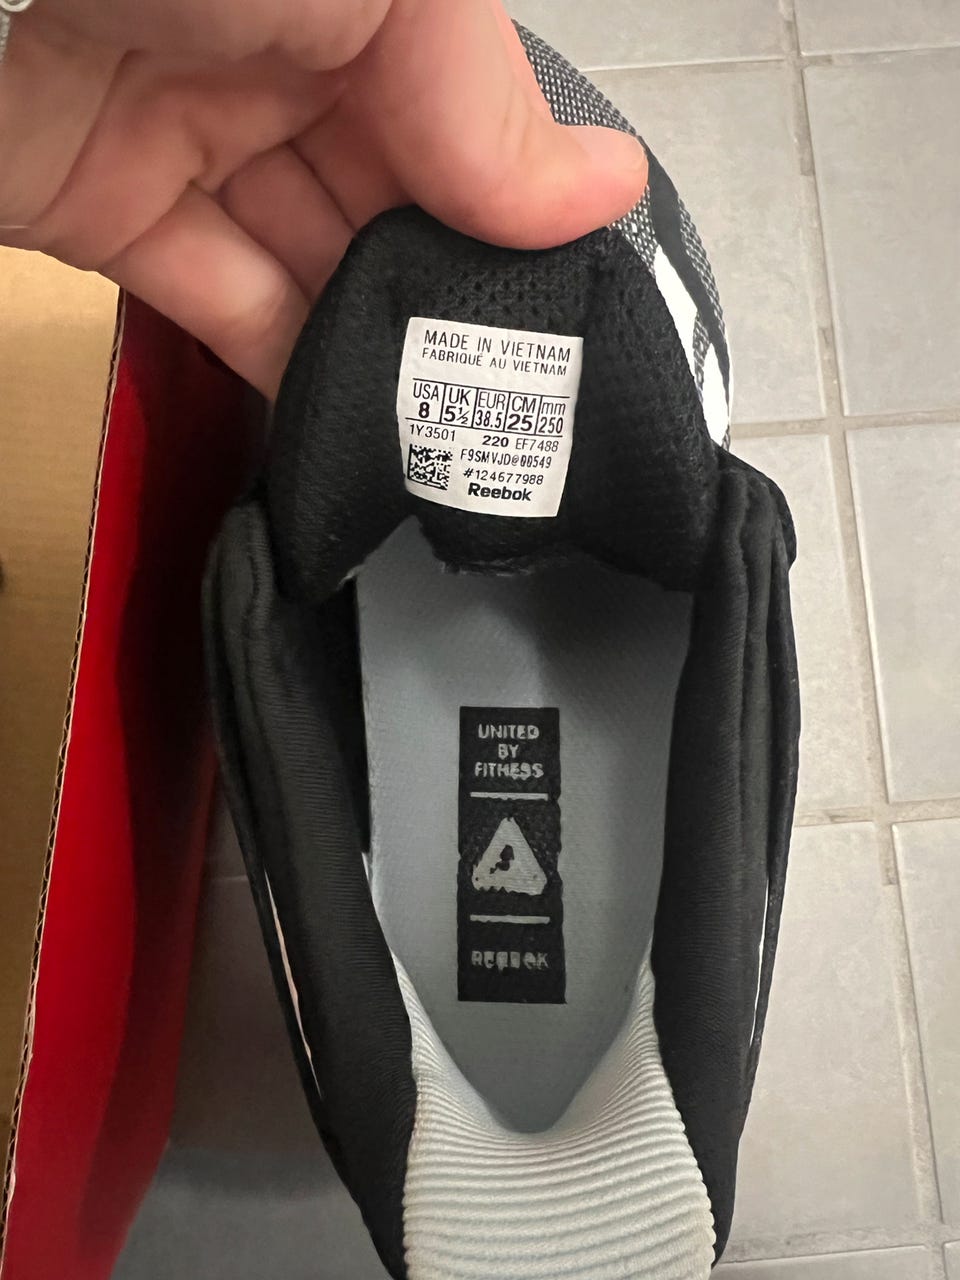 MADE IN VIETNAM
FABRIQUÉ AU VIETNAM
USA UK EUR CM mm
8 5½ 38.5 25 250
1Y3501 220 EF7488
F9SMVJD@00549
#124677988
Reebok
UNITED
BY
FITNESS
REEBOK